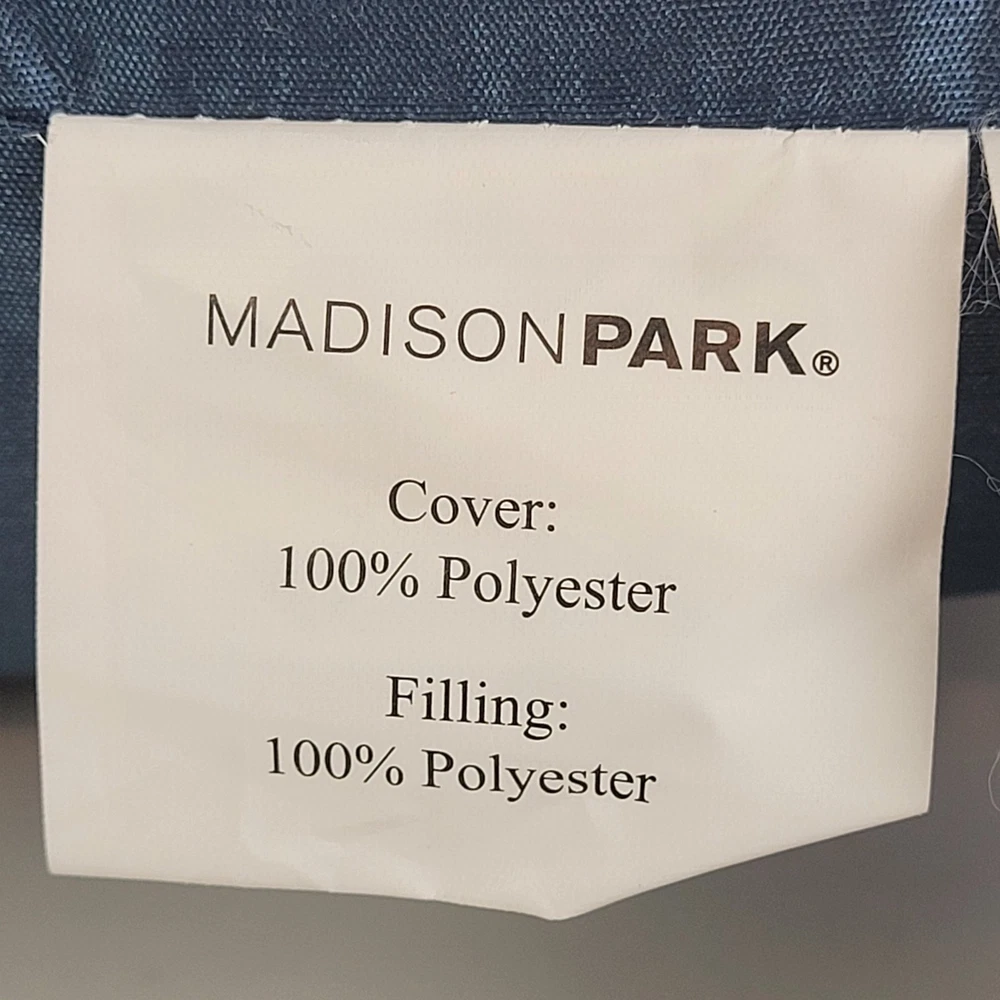 MADISONPARK®
Cover:
100% Polyester
Filling:
100% Polyester